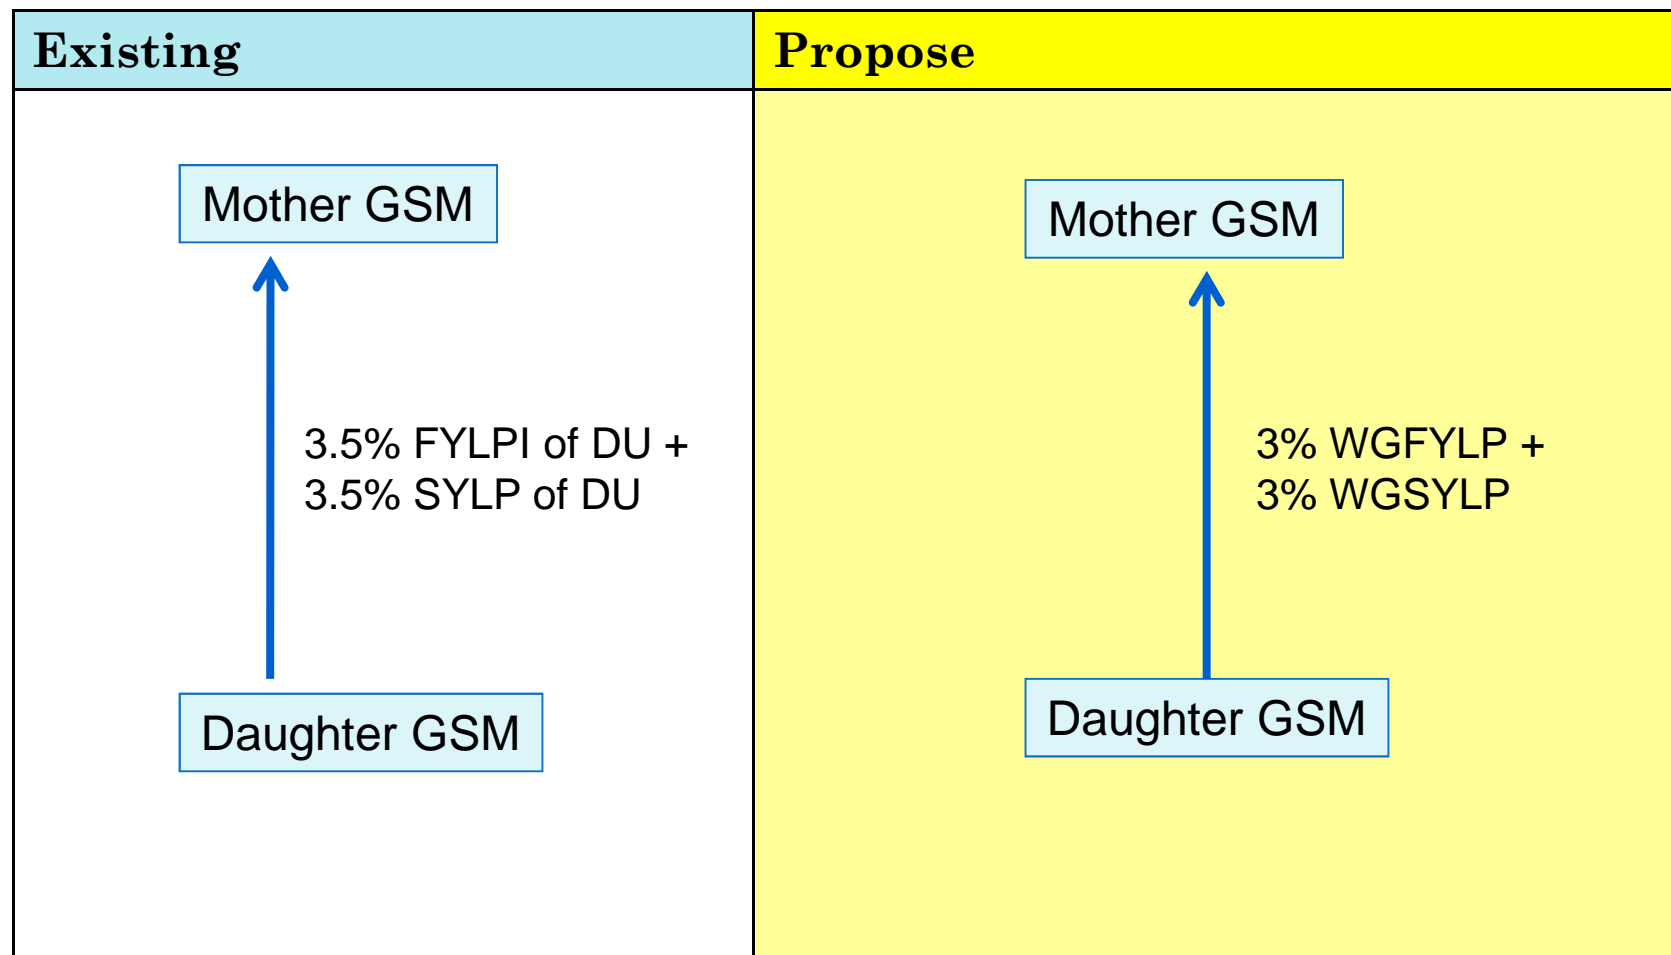 Existing
Propose
Mother GSM
3.5% FYLPI of DU +
3.5% SYLP of DU
Daughter GSM
Mother GSM
3% WGFYLP +
3% WGSYLP
Daughter GSM